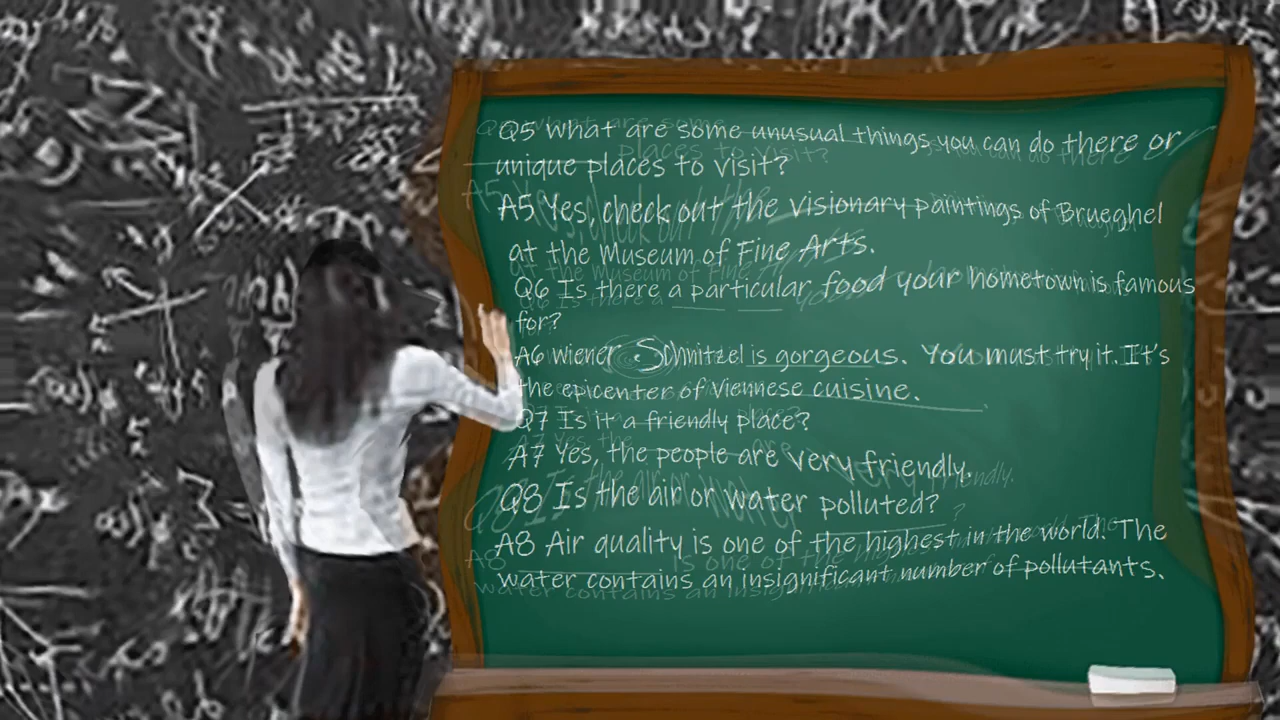 Q5 What are some unusual things you can do there or
unique places to visit?
A5 Yes, check out the visionary paintings of Brueghel
at the Museum of Fine Arts.
Q6 Is there a particular food your hometown is famous
for?
A6 wiener Schnitzel is gorgeous. You must try it. It's
the epicenter of Viennese cuisine.
Q7 Is it a friendly place?
A7 Yes, the people are very friendly.
Q8 Is the air or water polluted?
A8 Air quality is one of the highest in the world. The
water contains an insignificant number of pollutants.